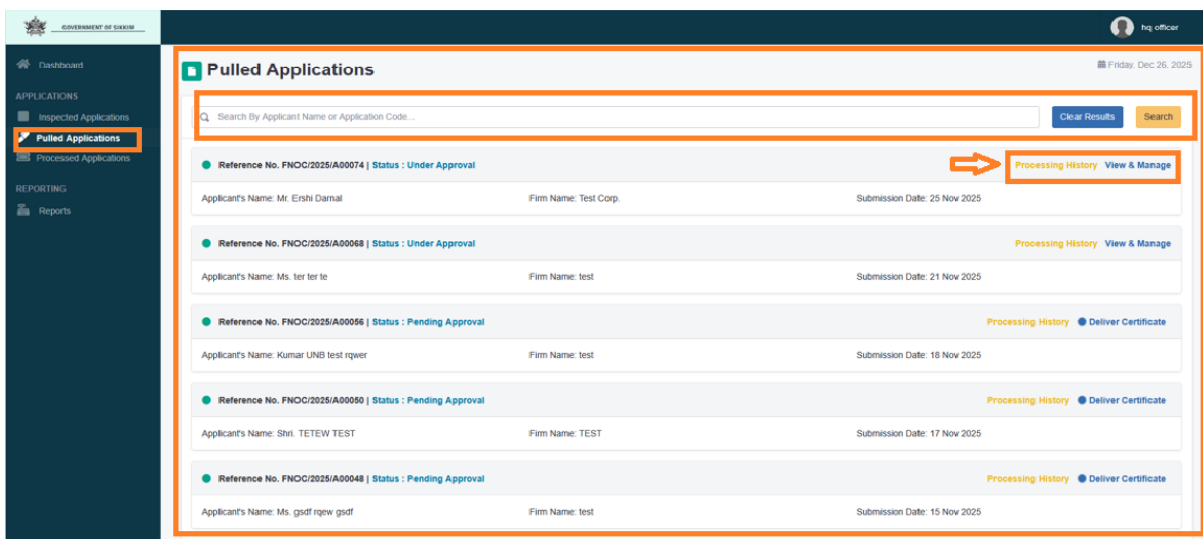 GOVERNMENT OF SIKKIM
hq officer
Dashboard
APPLICATIONS
Inspected Applications
Pulled Applications
Processed Applications
REPORTING
Reports
Pulled Applications
Friday, Dec 26, 2025
Search By Applicant Name or Application Code...
Clear Results
Search
Reference No. FNOC/2025/A00074 | Status : Under Approval
Processing History View & Manage
Applicant's Name: Mr. Ershi Darnal Firm Name: Test Corp. Submission Date: 25 Nov 2025
Reference No. FNOC/2025/A00068 | Status : Under Approval
Processing History View & Manage
Applicant's Name: Ms. ter ter te Firm Name: test Submission Date: 21 Nov 2025
Reference No. FNOC/2025/A00056 | Status : Pending Approval
Processing History Deliver Certificate
Applicant's Name: Kumar UNB test rqwer Firm Name: test Submission Date: 18 Nov 2025
Reference No. FNOC/2025/A00050 | Status : Pending Approval
Processing History Deliver Certificate
Applicant's Name: Shri. TETEW TEST Firm Name: TEST Submission Date: 17 Nov 2025
Reference No. FNOC/2025/A00048 | Status : Pending Approval
Processing History Deliver Certificate
Applicant's Name: Ms. gsdf rqew gsdf Firm Name: test Submission Date: 15 Nov 2025